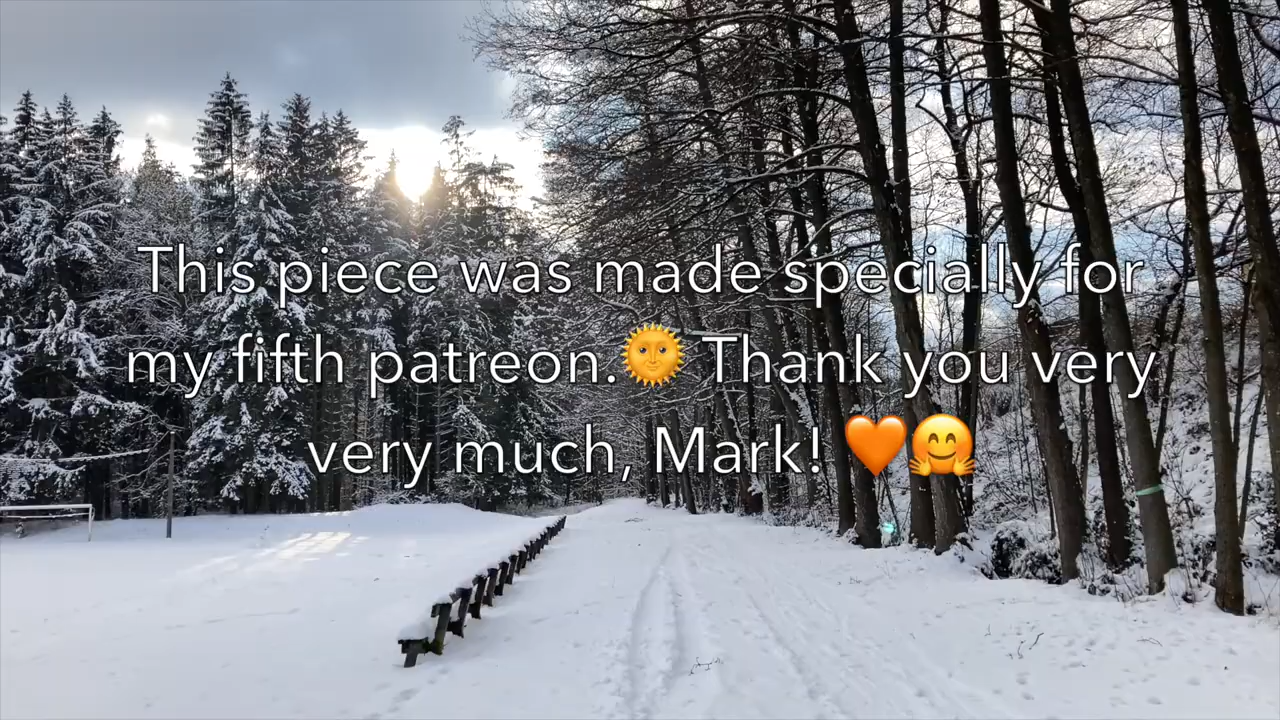 This piece was made specially for
my fifth patreon.🌞 Thank you very
very much, Mark! 🧡🤗